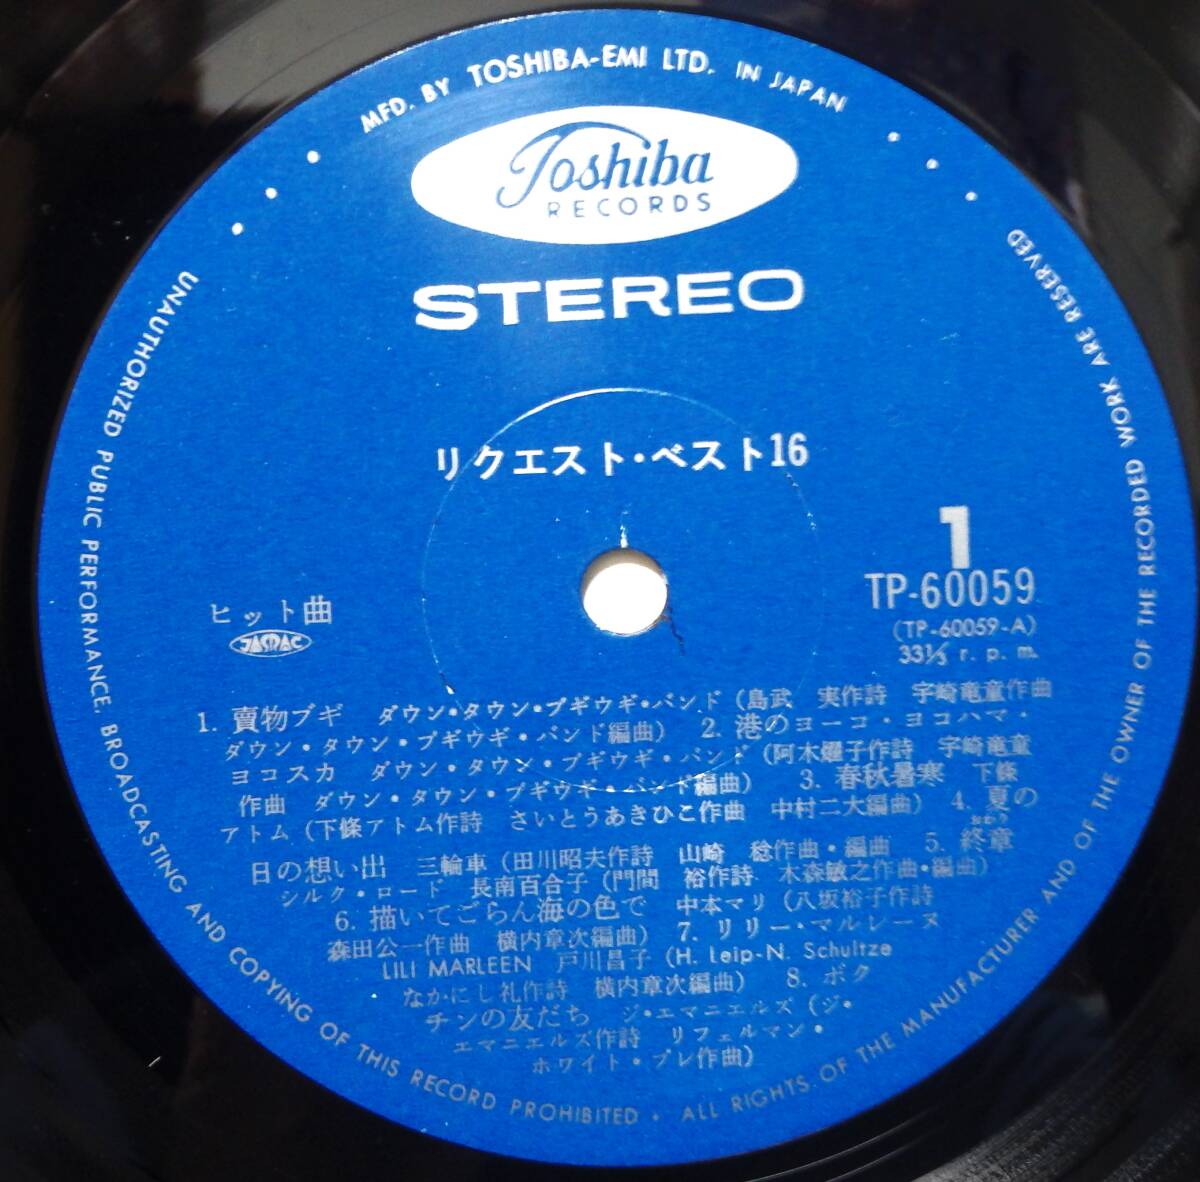 MFD. BY TOSHIBA-EMI LTD. IN JAPAN
Toshiba
RECORDS
STEREO
リクエスト・ベスト16
1
TP-60059
(TP-60059-A)
33⅓ r. p. m.
ヒット曲
JASRAC
1. 賣物ブギ ダウン・タウン・ブギウギ・バンド (島武 実作詩 宇崎竜童作曲
ダウン・タウン・ブギウギ・バンド編曲) 2. 港のヨーコ・ヨコハマ・
ヨコスカ ダウン・タウン・ブギウギ・バンド (阿木燿子作詩 宇崎竜童
作曲 ダウン・タウン・ブギウギ・バンド編曲) 3. 春秋暑寒 下條
アトム (下條アトム作詩 さいとうあきひこ作曲 中村二大編曲) 4. 夏の
日の想い出 三輪車 (田川昭夫作詩 山崎 稔作曲・編曲 5. 終章
おわり
シルク・ロード 長南百合子 (門間 裕作詩 木森敏之作曲・編曲)
6. 描いてごらん海の色で 中本マリ (八坂裕子作詩
森田公一作曲 横内章次編曲) 7. リリー・マルレーヌ
LILI MARLEEN 戸川昌子 (H. Leip-N. Schultze
なかにし礼作詩 横内章次編曲) 8. ボク
チンの友だち ジ・エマニエルズ (ジ・
エマニエルズ作詩 リフェルマン・
ホワイト・ブレ作曲)
UNAUTHORIZED PUBLIC PERFORMANCE, BROADCASTING AND COPYING OF THIS RECORD PROHIBITED • ALL RIGHTS OF THE MANUFACTURER AND OF THE OWNER OF THE RECORDED WORK ARE RESERVED